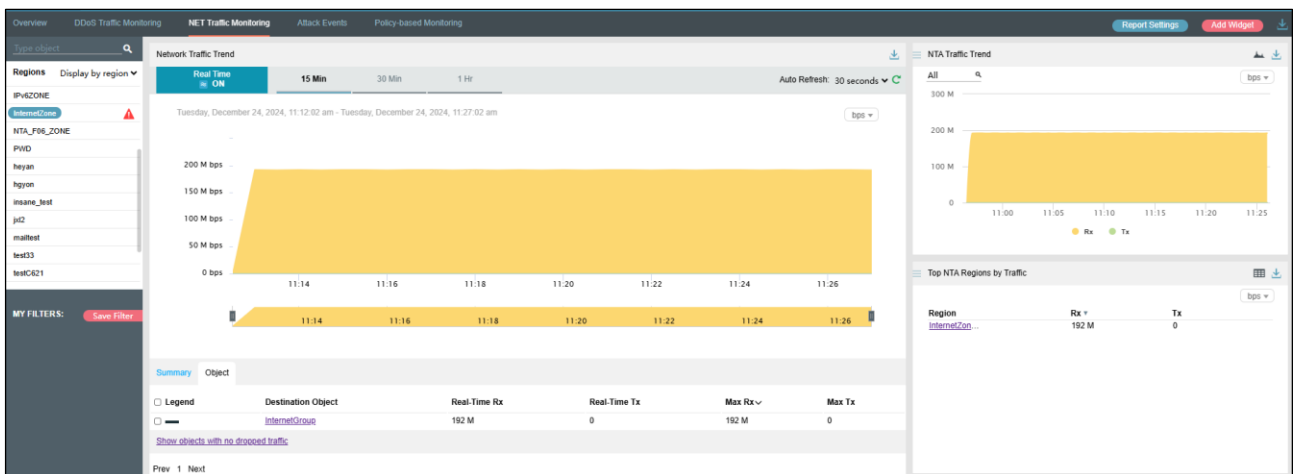 Overview DDoS Traffic Monitoring NET Traffic Monitoring Attack Events Policy-based Monitoring Report Settings Add Widget
Type object
Regions Display by region
IPv6ZONE
InternetZone
NTA_F06_ZONE
PWD
heyan
hgyon
insane_test
jxl2
mailtest
test33
testC621
MY FILTERS: Save Filter
Network Traffic Trend
Real Time
ON
15 Min 30 Min 1 Hr Auto Refresh: 30 seconds
Tuesday, December 24, 2024, 11:12:02 am - Tuesday, December 24, 2024, 11:27:02 am bps
200 M bps
150 M bps
100 M bps
50 M bps
0 bps
11:14 11:16 11:18 11:20 11:22 11:24 11:26
11:14 11:16 11:18 11:20 11:22 11:24 11:26
Summary Object
Legend Destination Object Real-Time Rx Real-Time Tx Max Rx Max Tx
InternetGroup 192 M 0 192 M 0
Show objects with no dropped traffic
Prev 1 Next
NTA Traffic Trend
All bps
300 M
200 M
100 M
0
11:00 11:05 11:10 11:15 11:20 11:25
Rx Tx
Top NTA Regions by Traffic
bps
Region Rx Tx
InternetZon... 192 M 0